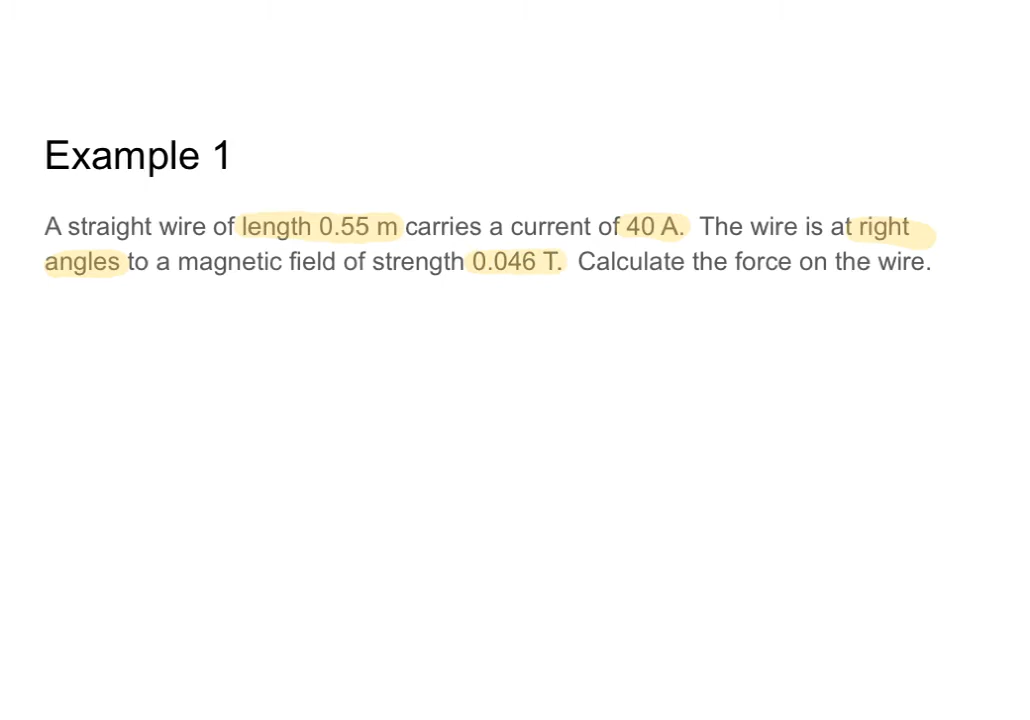 Example 1
A straight wire of length 0.55 m carries a current of 40 A.  The wire is at right
angles to a magnetic field of strength 0.046 T.  Calculate the force on the wire.